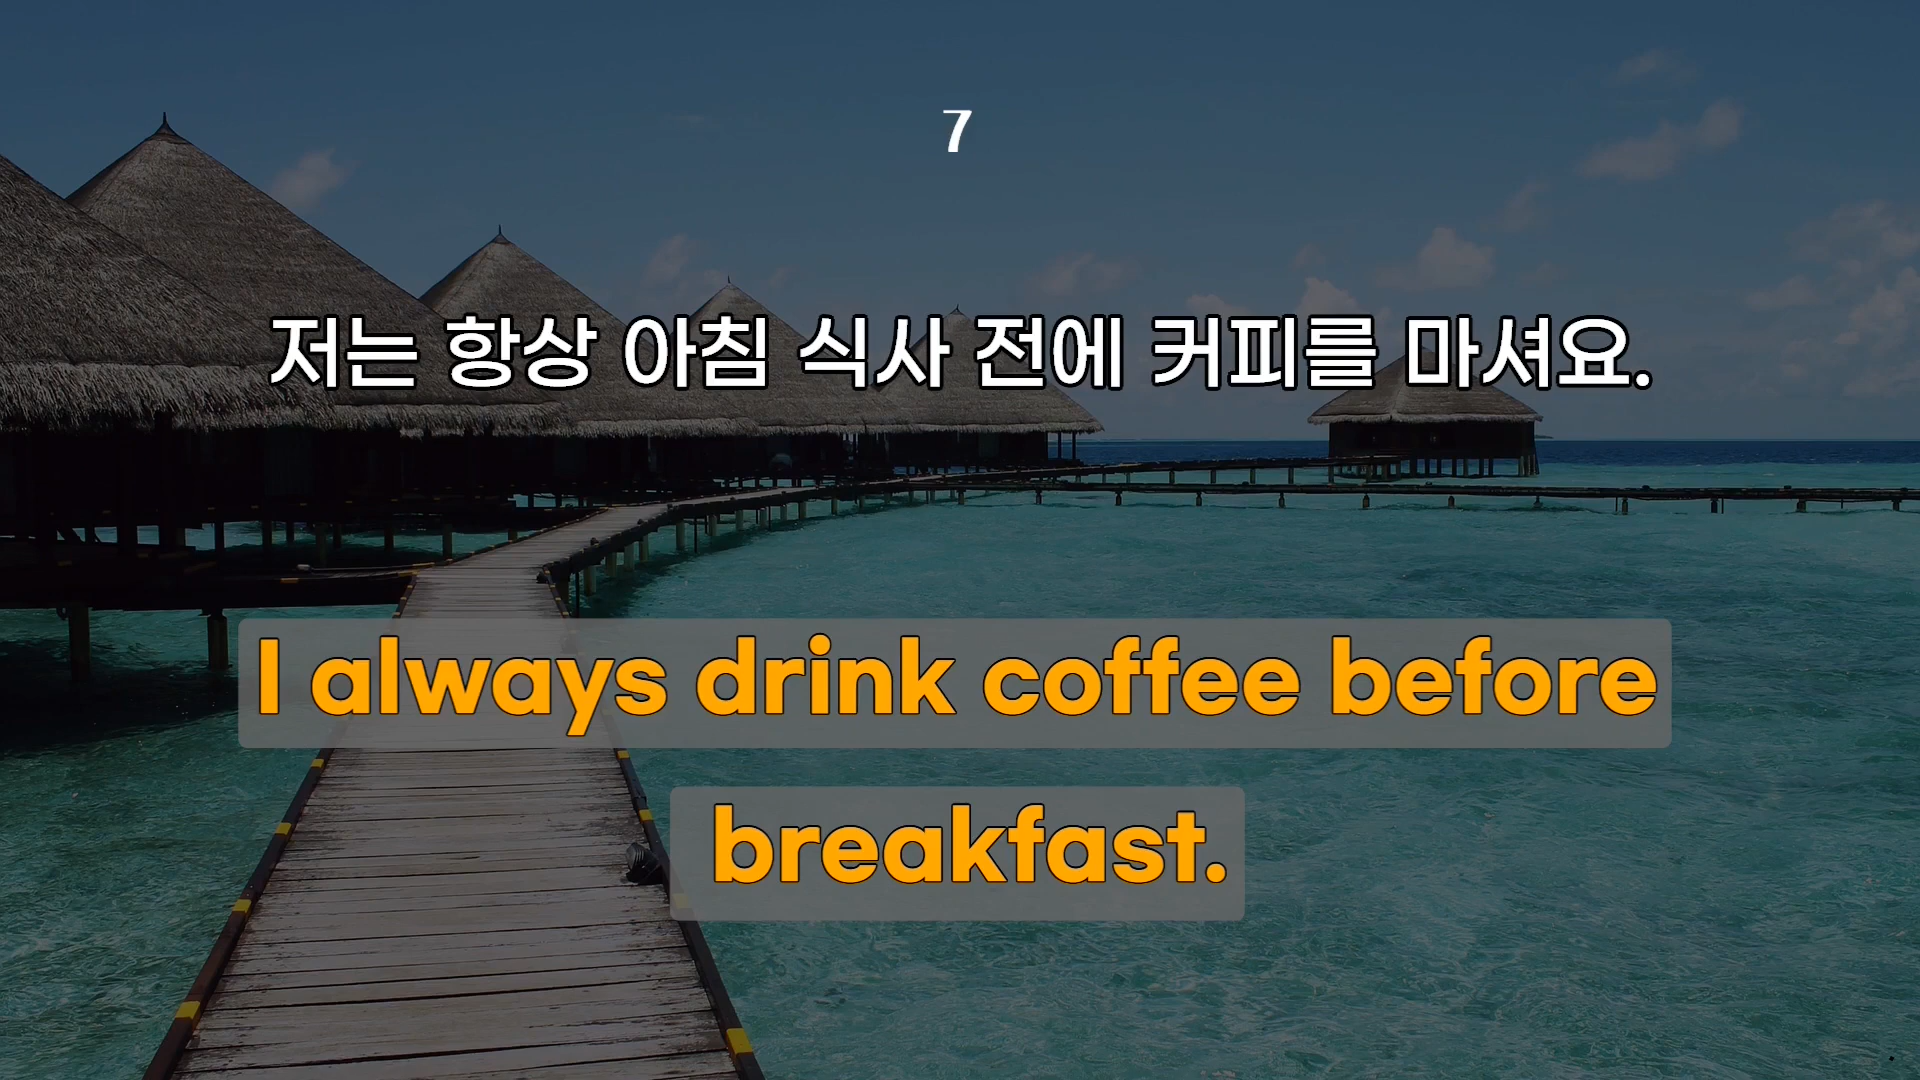 7
저는 항상 아침 식사 전에 커피를 마셔요.
I always drink coffee before
breakfast.